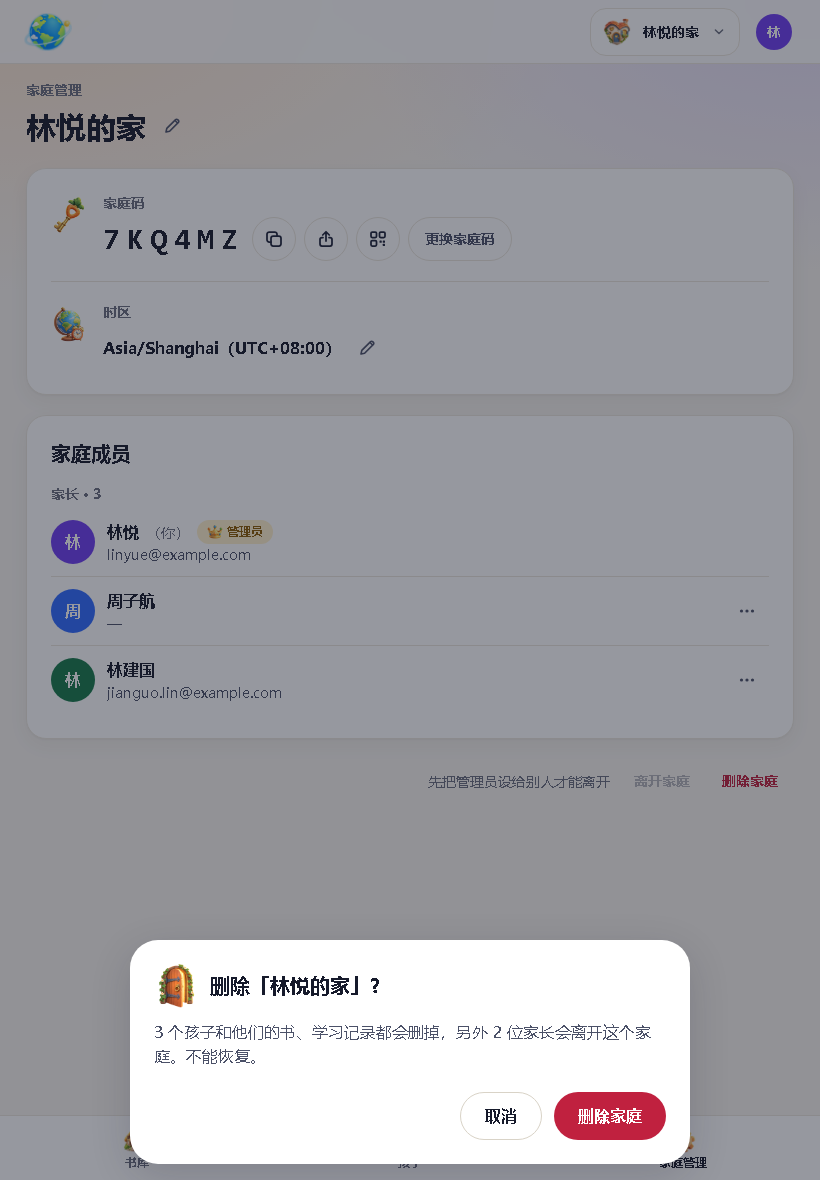 林悦的家
林
家庭管理
林悦的家
家庭码
7KQ4MZ
更换家庭码
时区
Asia/Shanghai (UTC+08:00)
家庭成员
家长 • 3
林
林悦 （你） 管理员
linyue@example.com
周
周子航
—
林
林建国
jianguo.lin@example.com
先把管理员设给别人才能离开 离开家庭 删除家庭
删除「林悦的家」?
3 个孩子和他们的书、学习记录都会删掉，另外 2 位家长会离开这个家
庭。不能恢复。
取消 删除家庭
书库 家庭管理